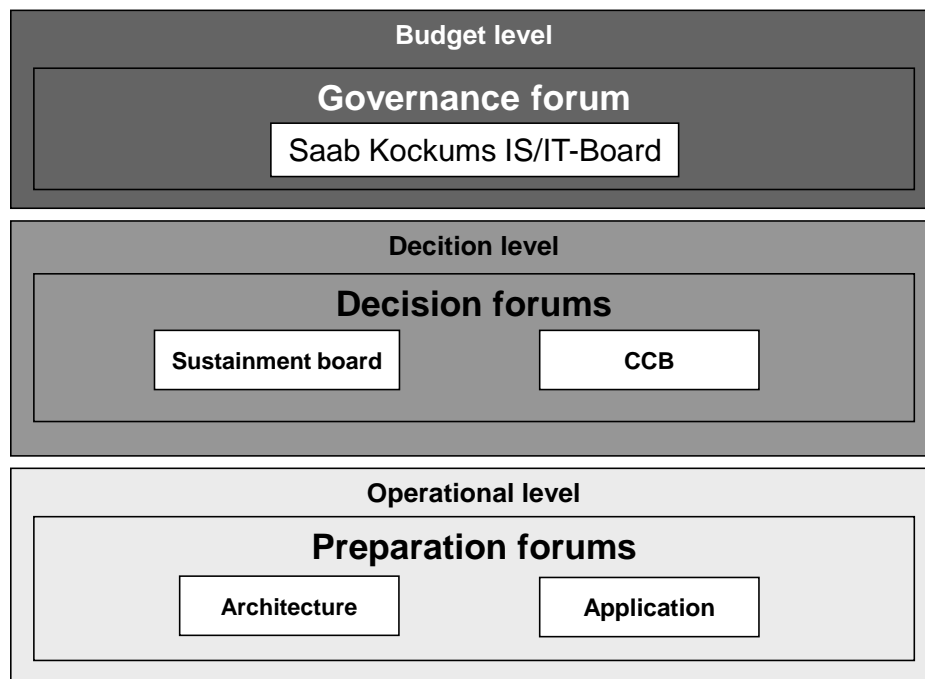 Budget level
Governance forum
Saab Kockums IS/IT-Board
Decition level
Decision forums
Sustainment board
CCB
Operational level
Preparation forums
Architecture
Application